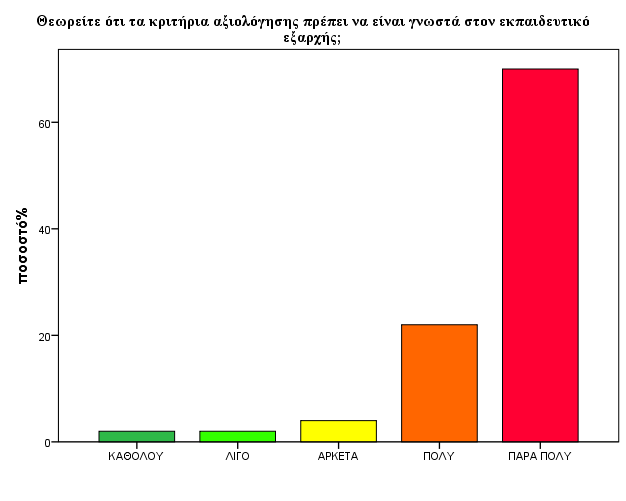 Θεωρείτε ότι τα κριτήρια αξιολόγησης πρέπει να είναι γνωστά στον εκπαιδευτικό
εξαρχής;
ποσοστό%
60
40
20
0
ΚΑΘΟΛΟΥ ΛΙΓΟ ΑΡΚΕΤΑ ΠΟΛΥ ΠΑΡΑ ΠΟΛΥ